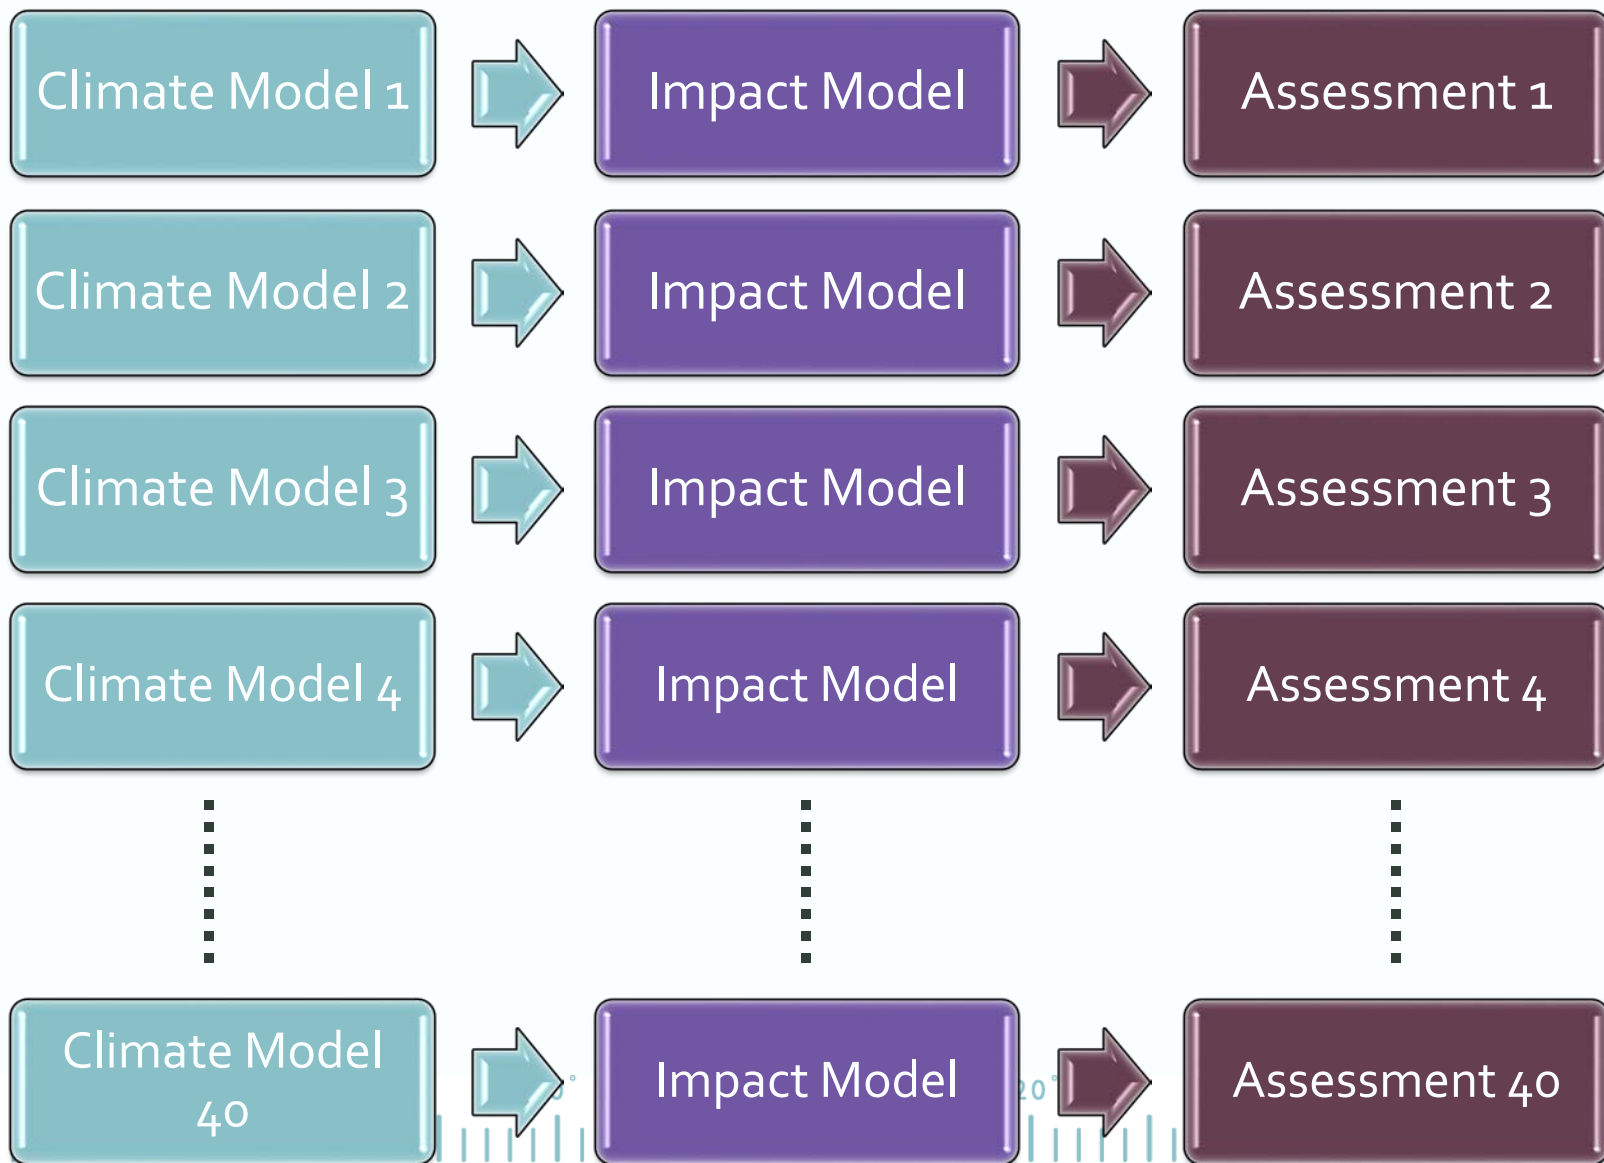 Climate Model 1
Impact Model
Assessment 1
Climate Model 2
Impact Model
Assessment 2
Climate Model 3
Impact Model
Assessment 3
Climate Model 4
Impact Model
Assessment 4
Climate Model
40
Impact Model
Assessment 40
20°